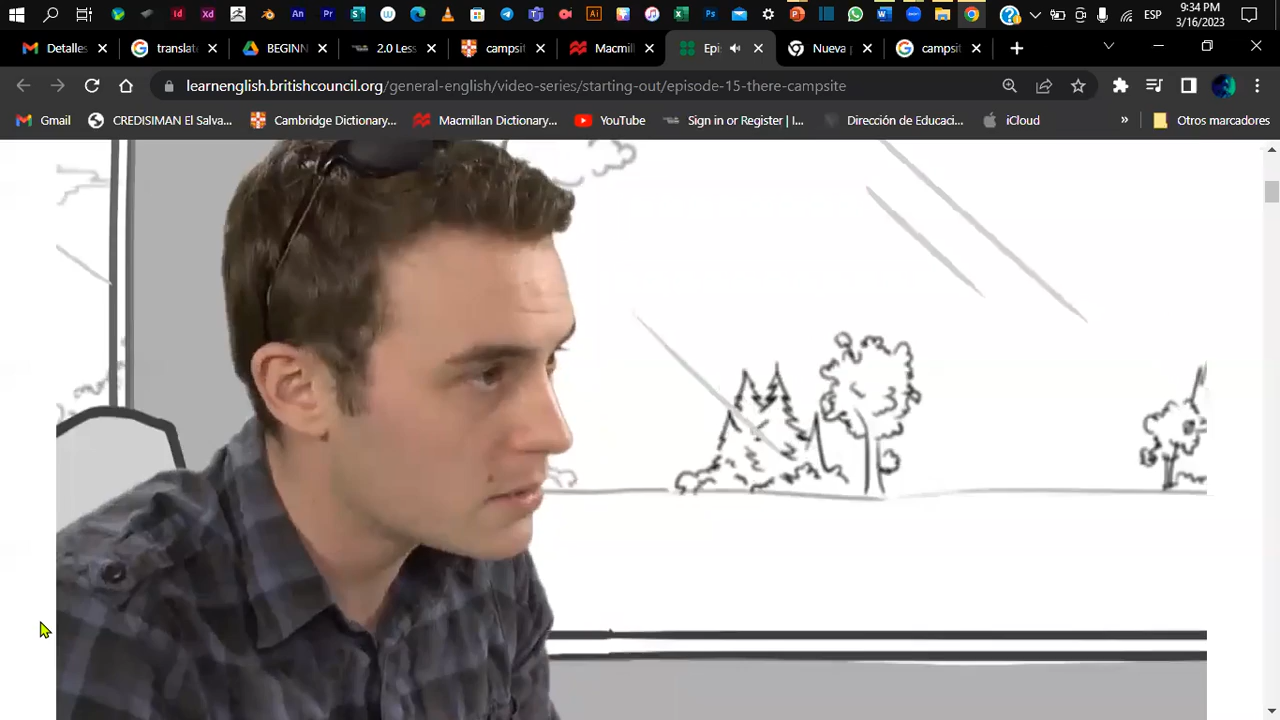 ESP
3:34 PM
3/16/2023
Detalles
translate
BEGINN
2.0 Less
campsit
Macmill
Epi
Nueva p
campsit
learnenglish.britishcouncil.org/general-english/video-series/starting-out/episode-15-there-campsite
Gmail
CREDISIMAN El Salva...
Cambridge Dictionary...
Macmillan Dictionary...
YouTube
Sign in or Register | I...
Dirección de Educaci...
iCloud
»
Otros marcadores